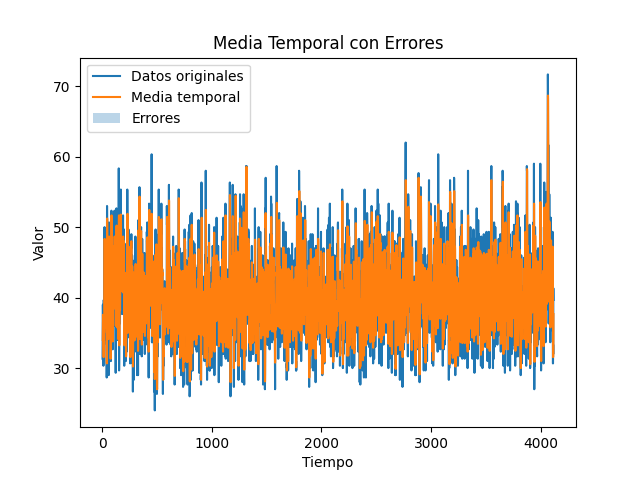 Media Temporal con Errores
Datos originales
Media temporal
Errores
70
60
50
40
30
Valor
0
1000
2000
3000
4000
Tiempo